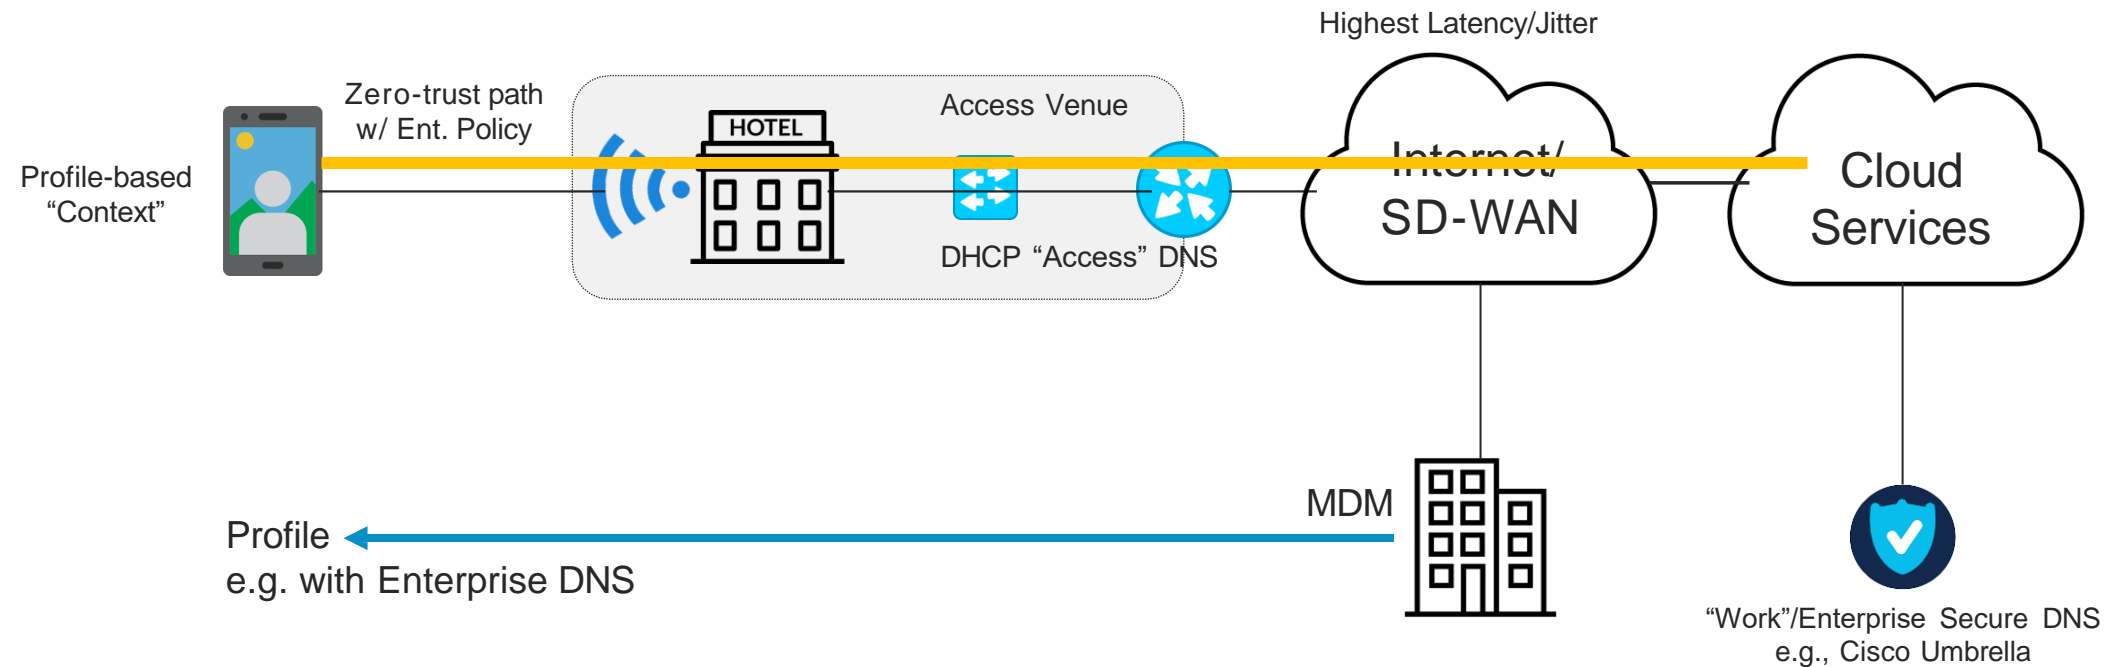 Highest Latency/Jitter
Zero-trust path
w/ Ent. Policy
Access Venue
HOTEL
Profile-based
“Context”
Internet/
SD-WAN
Cloud
Services
DHCP “Access” DNS
MDM
Profile
e.g. with Enterprise DNS
“Work”/Enterprise Secure DNS
e.g., Cisco Umbrella